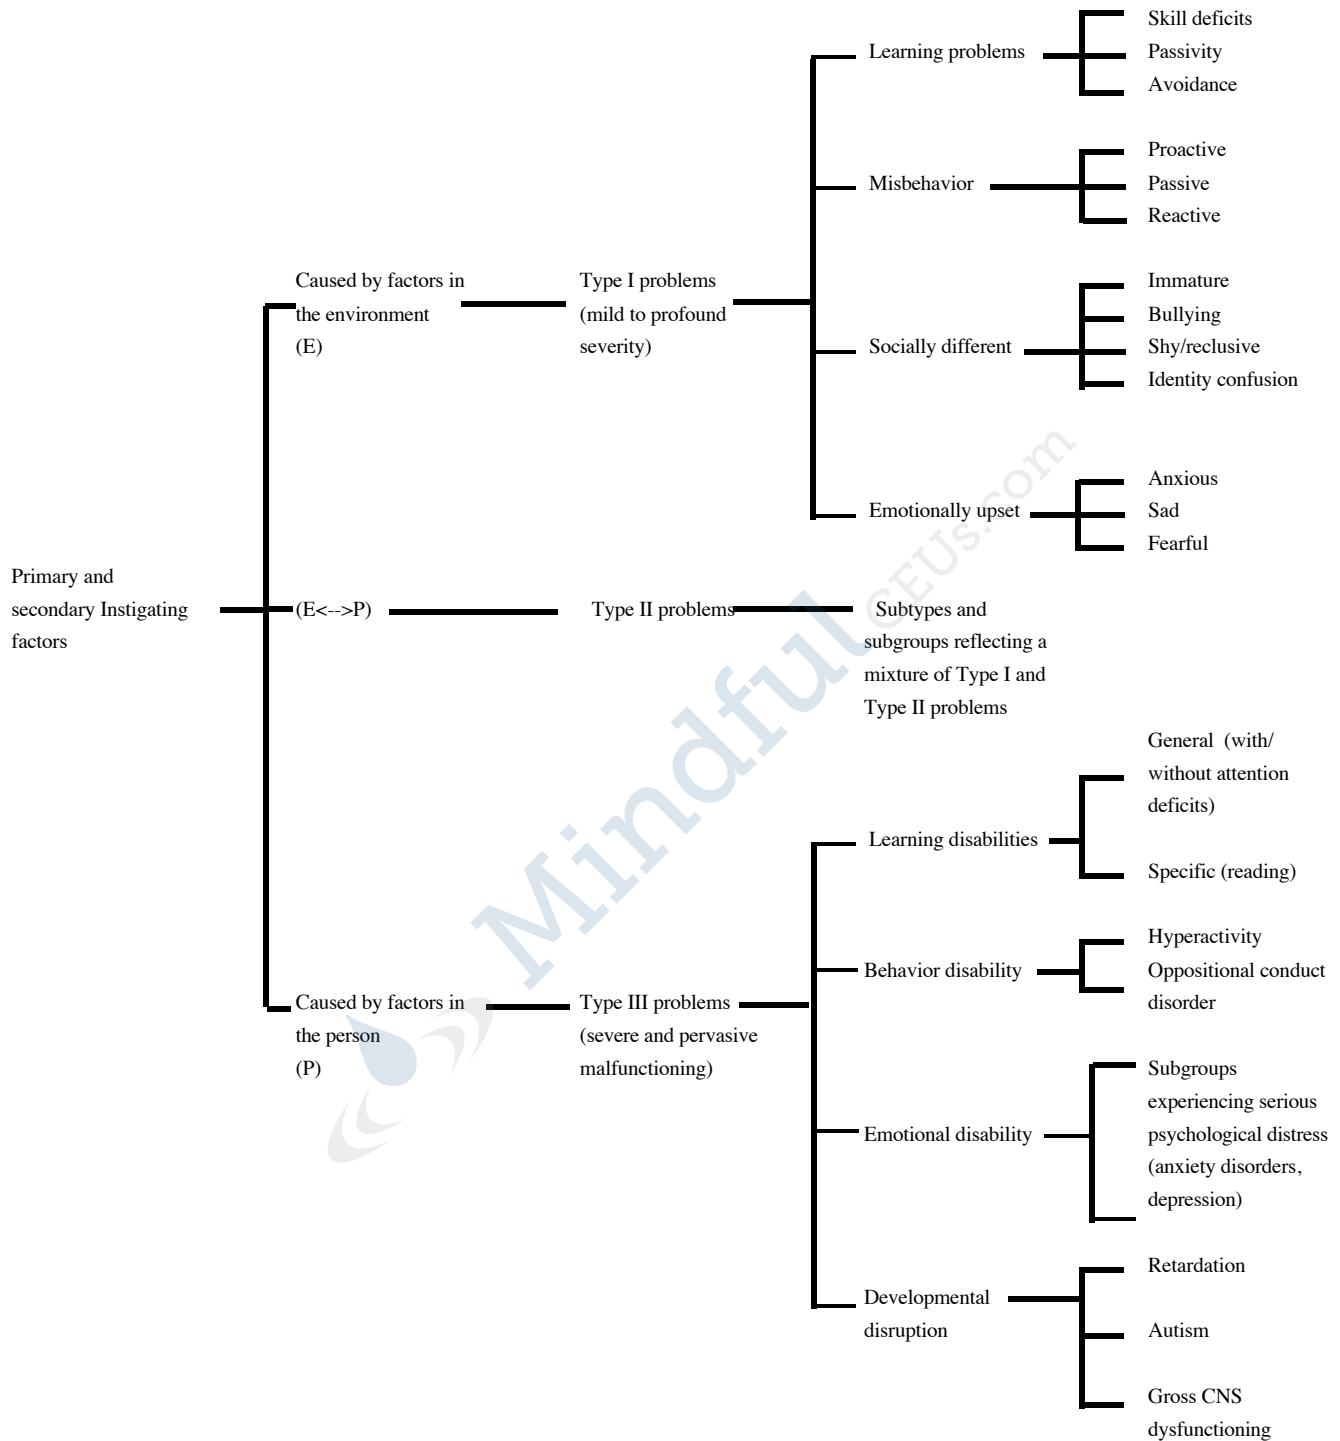 Skill deficits
Learning problems
Passivity
Avoidance
Proactive
Misbehavior
Passive
Reactive
Caused by factors in
the environment
(E)
Type I problems
(mild to profound
severity)
Immature
Bullying
Socially different
Shy/reclusive
Identity confusion
Anxious
Emotionally upset
Sad
Fearful
Primary and
secondary Instigating
factors
(E<-->P)
Type II problems
Subtypes and
subgroups reflecting a
mixture of Type I and
Type II problems
General (with/
without attention
deficits)
Learning disabilities
Specific (reading)
Hyperactivity
Behavior disability
Oppositional conduct
disorder
Caused by factors in
the person
(P)
Type III problems
(severe and pervasive
malfunctioning)
Subgroups
experiencing serious
Emotional disability
psychological distress
(anxiety disorders,
depression)
Retardation
Developmental
disruption
Autism
Gross CNS
dysfunctioning
Mindful CEUs.com